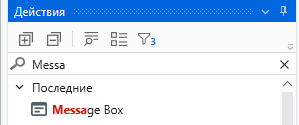 Действия
3
Messa
Последние
Message Box